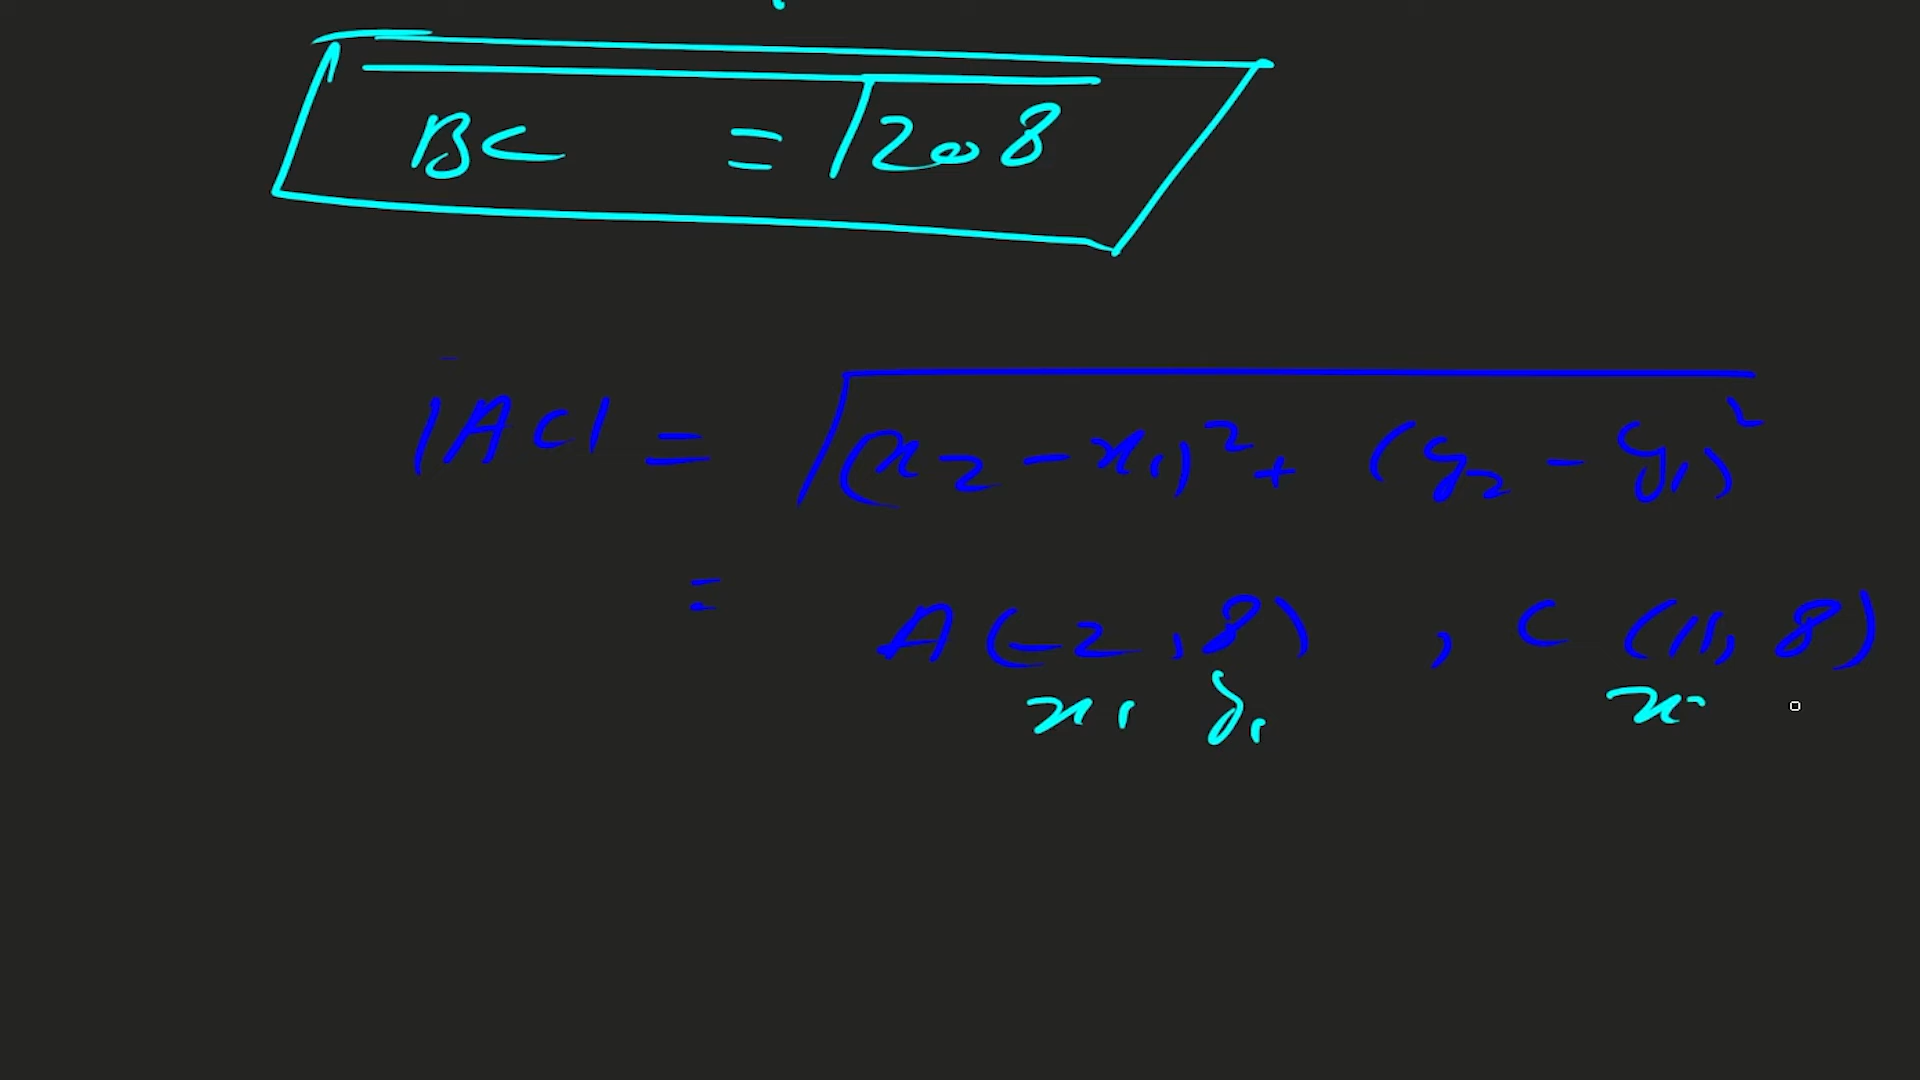 BC = √208
|AC| = √(x₂ - x₁)² + (y₂ - y₁)²
= A (-2, 8) , C (11, 8)
x₁ y₁ x